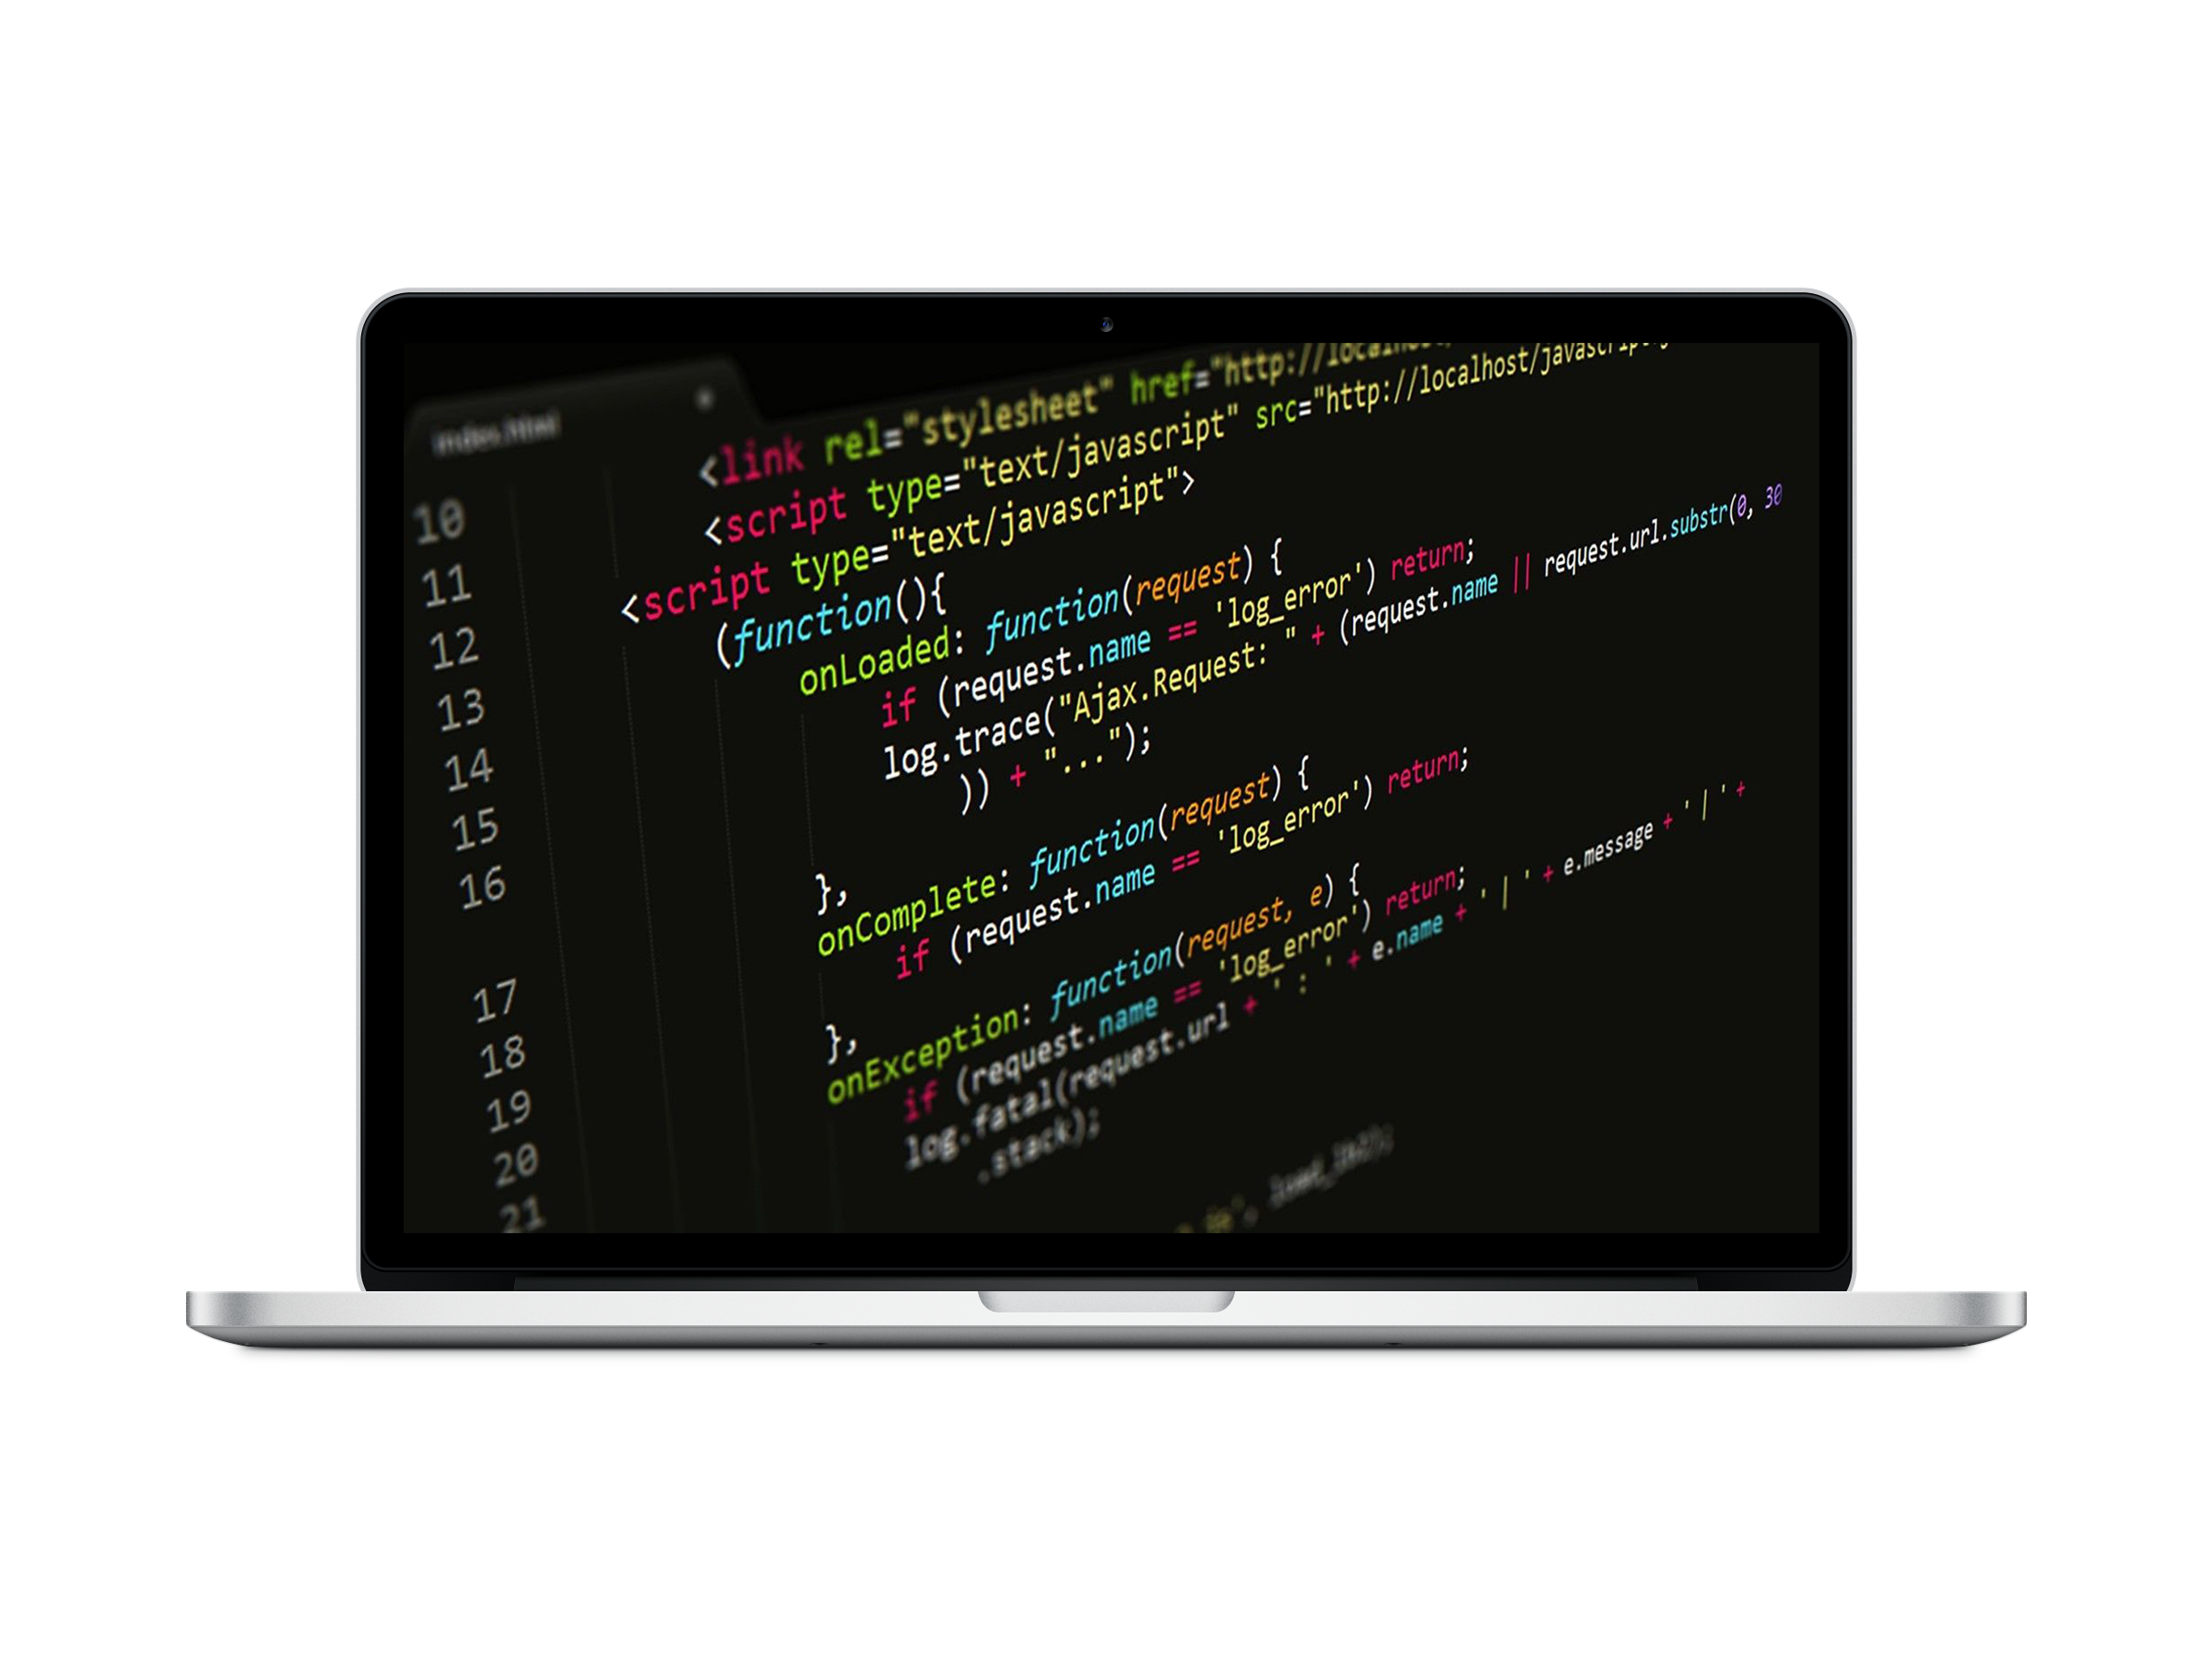 index.html
<link rel="stylesheet" href="http://localhost/
<script type="text/javascript" src="http://localhost/javascript
<script type="text/javascript">
(function(){
onLoaded: function(request) {
if (request.name == 'log_error') return;
log.trace("Ajax.Request: " + (request.name || request.url.substr(0, 30
)) + "...");
},
onComplete: function(request) {
if (request.name == 'log_error') return;
},
onException: function(request, e) {
if (request.name == 'log_error') return;
log.fatal(request.url + ' : ' + e.name + ' | ' + e.message + ' | ' +
.stack);
10
11
12
13
14
15
16
17
18
19
20
21